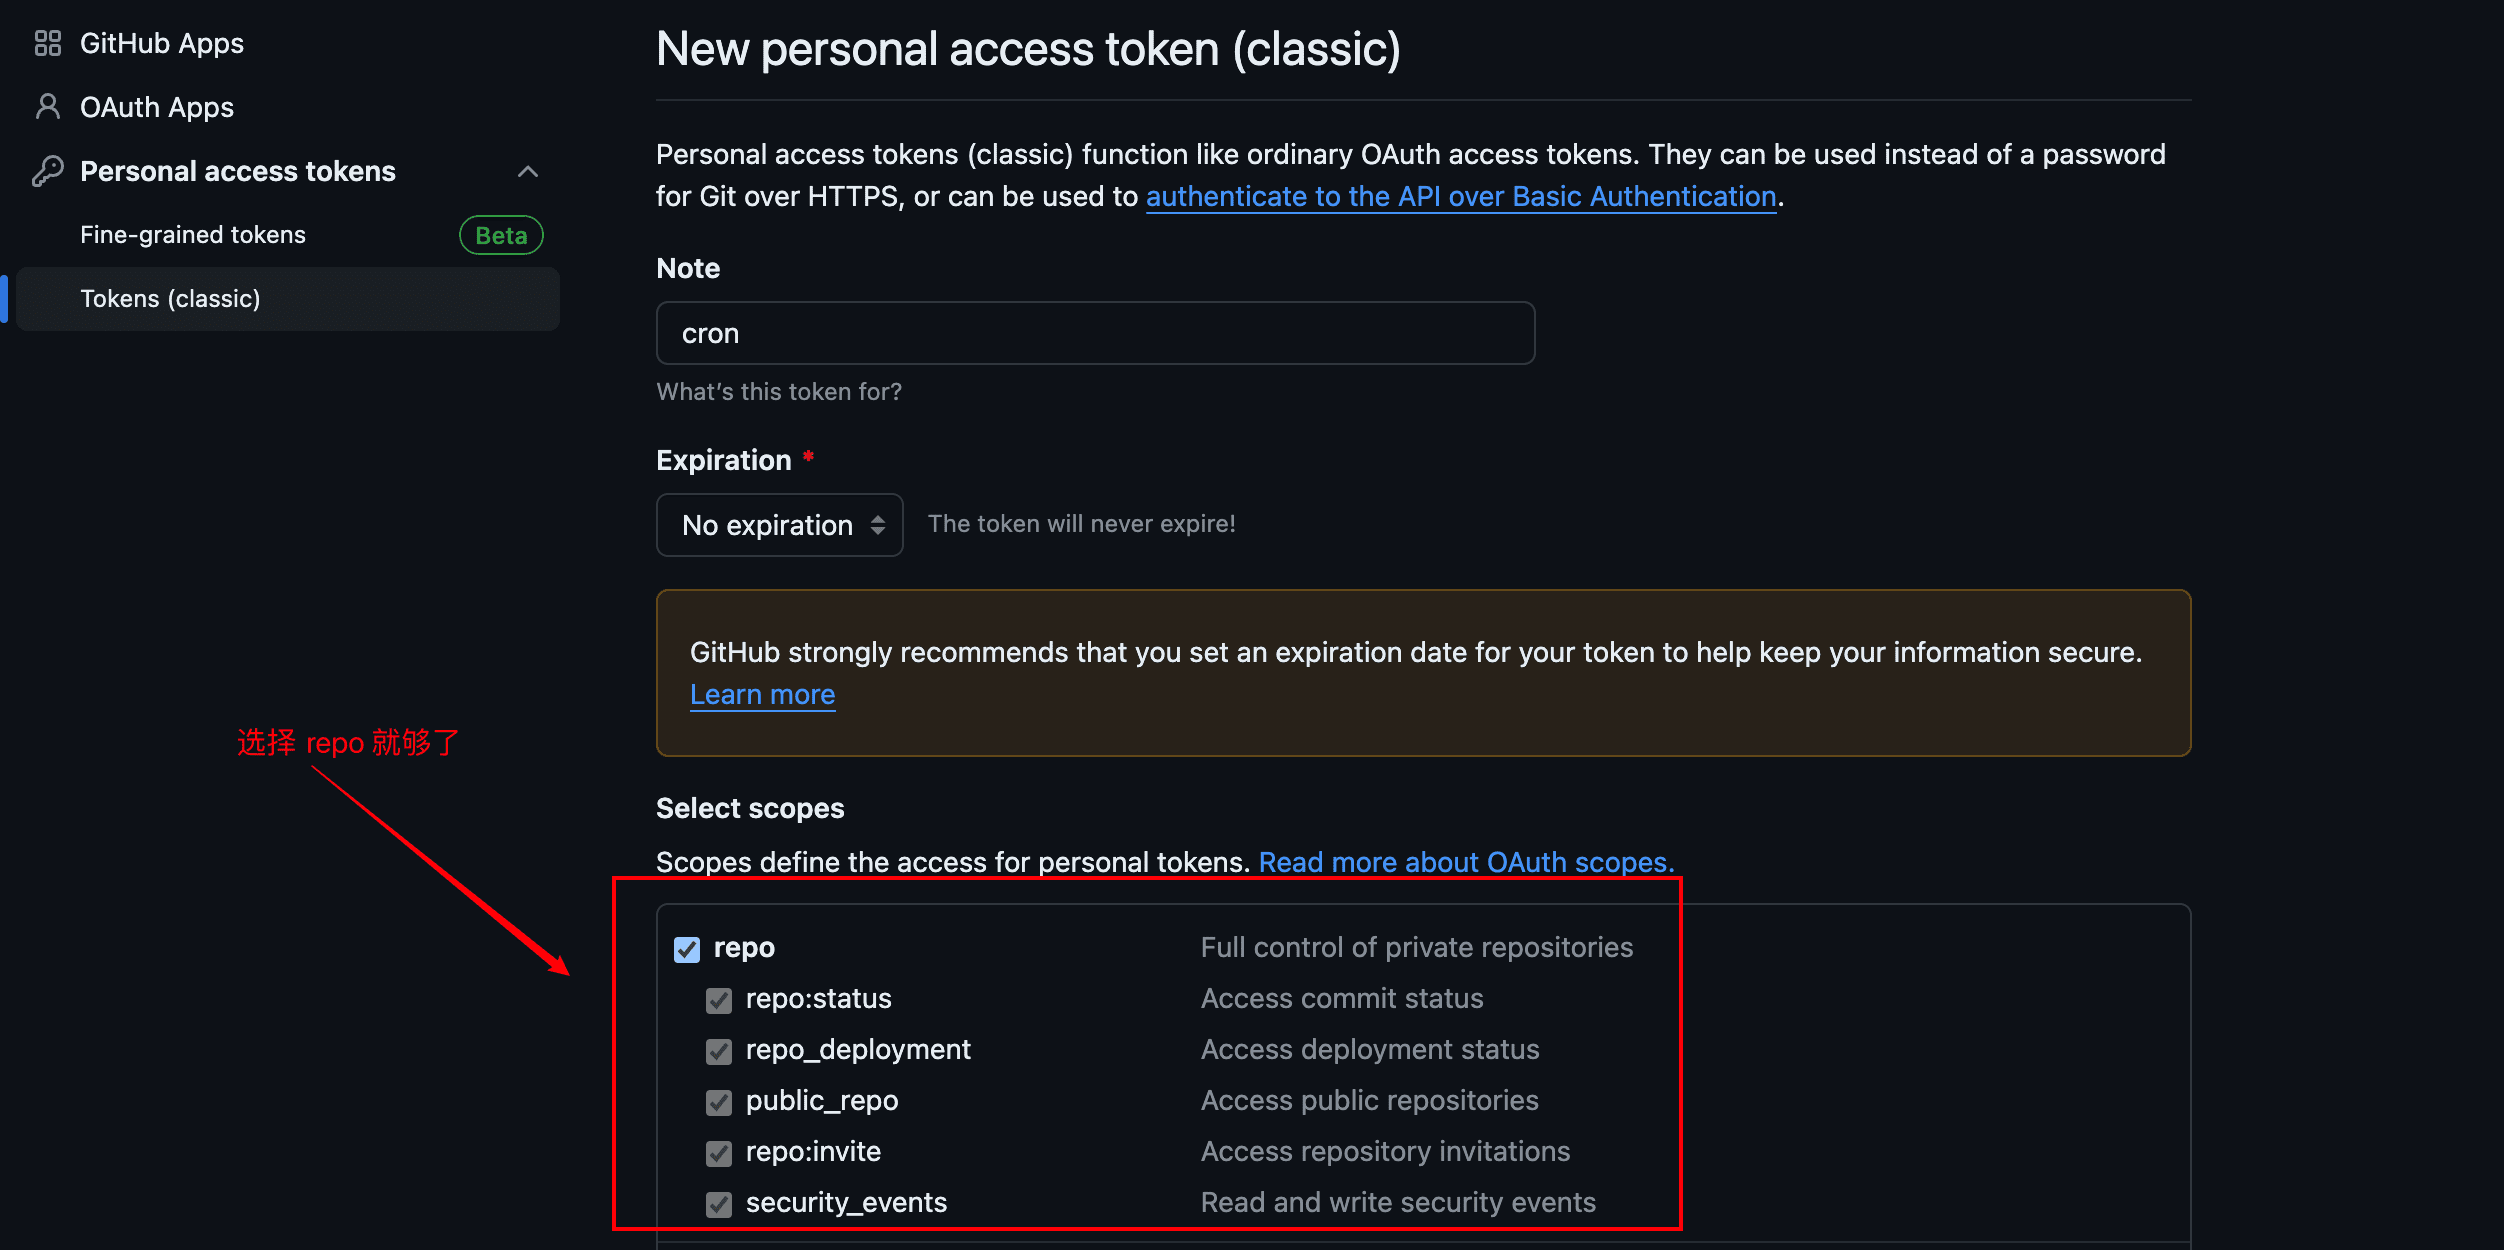 GitHub Apps
OAuth Apps
Personal access tokens
Fine-grained tokens Beta
Tokens (classic)
New personal access token (classic)
Personal access tokens (classic) function like ordinary OAuth access tokens. They can be used instead of a password
for Git over HTTPS, or can be used to authenticate to the API over Basic Authentication.
Note
cron
What's this token for?
Expiration *
No expiration The token will never expire!
GitHub strongly recommends that you set an expiration date for your token to help keep your information secure.
Learn more
选择 repo 就够了
Select scopes
Scopes define the access for personal tokens. Read more about OAuth scopes.
repo Full control of private repositories
repo:status Access commit status
repo_deployment Access deployment status
public_repo Access public repositories
repo:invite Access repository invitations
security_events Read and write security events